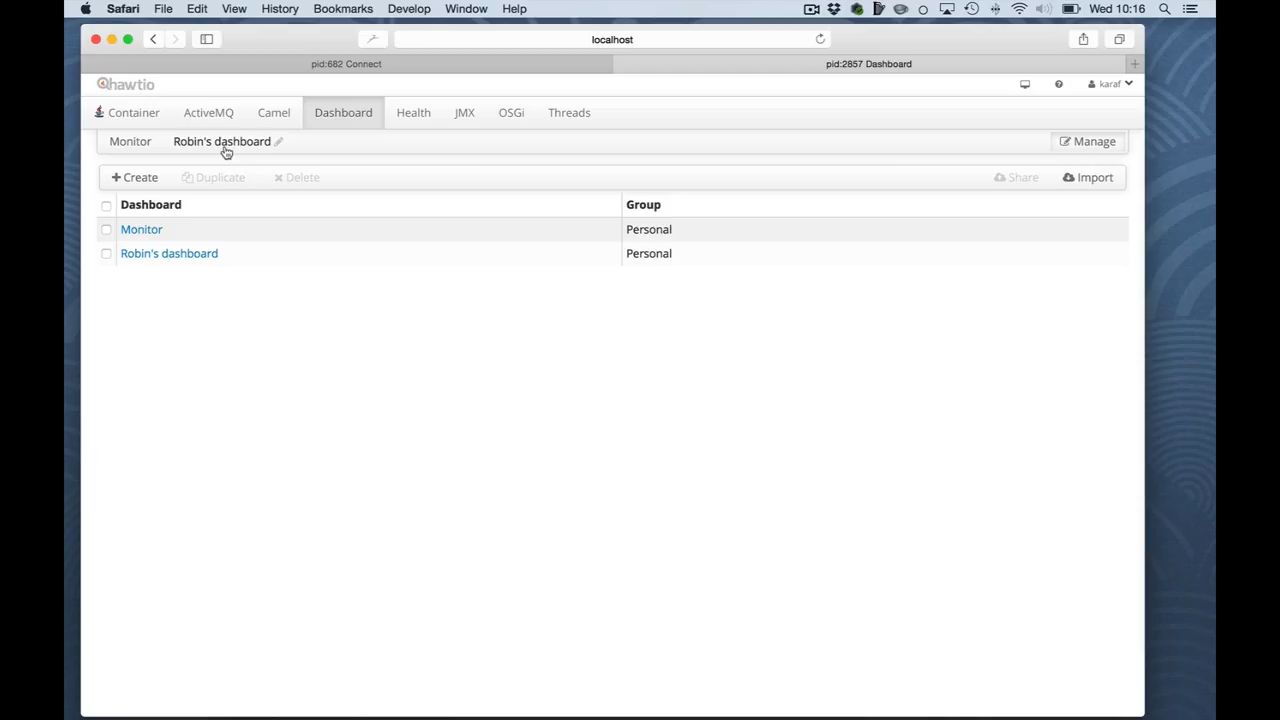 Safari File Edit View History Bookmarks Develop Window Help Wed 10:16
localhost
pid:682 Connect pid:2857 Dashboard
hawtio karaf
Container ActiveMQ Camel Dashboard Health JMX OSGi Threads
Monitor Robin's dashboard Manage
Create Duplicate Delete Share Import
Dashboard Group
Monitor Personal
Robin's dashboard Personal